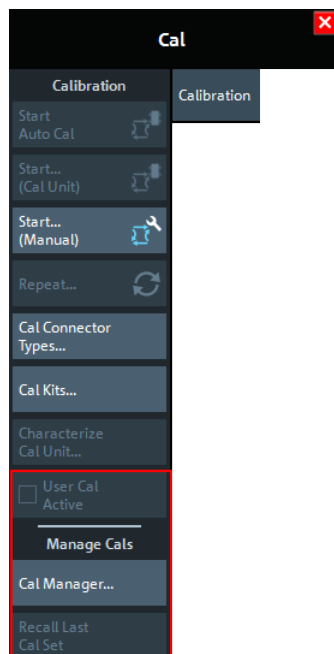 Cal
Calibration
Calibration
Start
Auto Cal
Start...
(Cal Unit)
Start...
(Manual)
Repeat...
Cal Connector
Types...
Cal Kits...
Characterize
Cal Unit...
User Cal
Active
Manage Cals
Cal Manager...
Recall Last
Cal Set